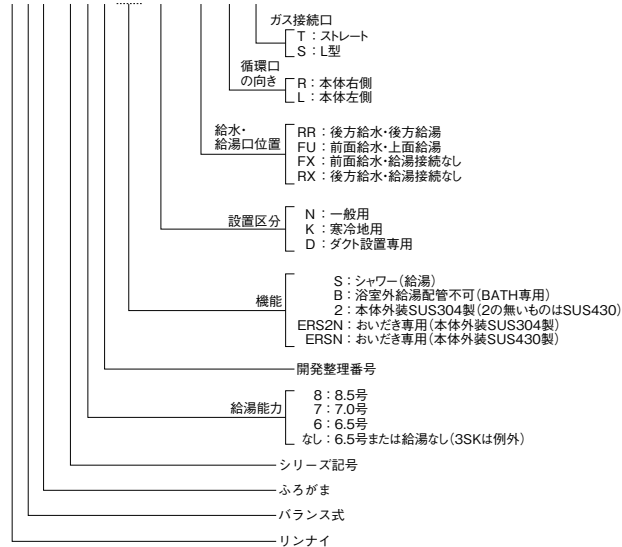 ガス接続口
T：ストレート
S：L型
循環口
の向き
R：本体右側
L：本体左側
給水・
給湯口位置
RR：後方給水・後方給湯
FU：前面給水・上面給湯
FX：前面給水・給湯接続なし
RX：後方給水・給湯接続なし
設置区分
N：一般用
K：寒冷地用
D：ダクト設置専用
機能
S：シャワー（給湯）
B：浴室外給湯配管不可（BATH専用）
2：本体外装SUS304製（2の無いものはSUS430）
ERS2N：おいだき専用（本体外装SUS304製）
ERSN：おいだき専用（本体外装SUS430製）
開発整理番号
給湯能力
8：8.5号
7：7.0号
6：6.5号
なし：6.5号または給湯なし（3SKは例外）
シリーズ記号
ふろがま
バランス式
リンナイ